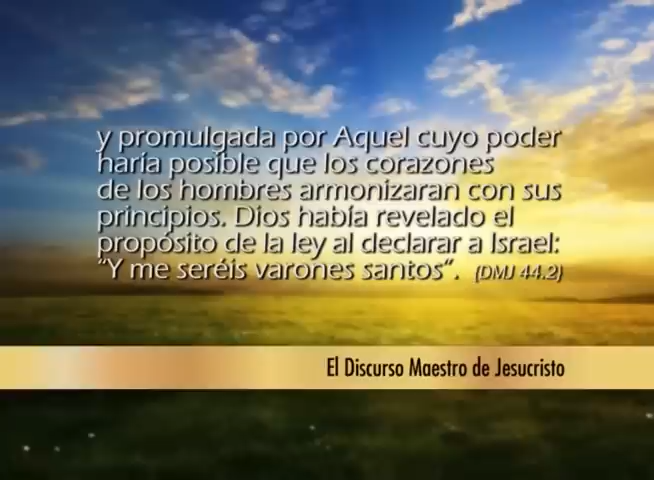 y promulgada por Aquel cuyo poder
haría posible que los corazones
de los hombres armonizaran con sus
principios. Dios había revelado el
propósito de la ley al declarar a Israel:
“Y me seréis varones santos”. (DMJ 44.2)
El Discurso Maestro de Jesucristo